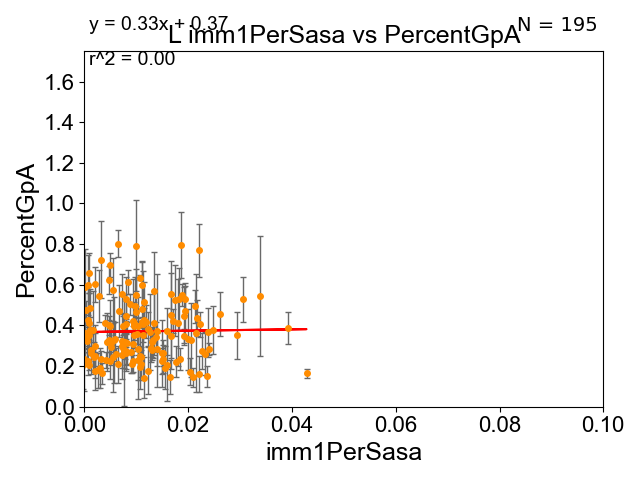 y = 0.33x + 0.37
L imm1PerSasa vs PercentGpA
N = 195
r^2 = 0.00
PercentGpA
1.6
1.4
1.2
1.0
0.8
0.6
0.4
0.2
0.0
0.00 0.02 0.04 0.06 0.08 0.10
imm1PerSasa